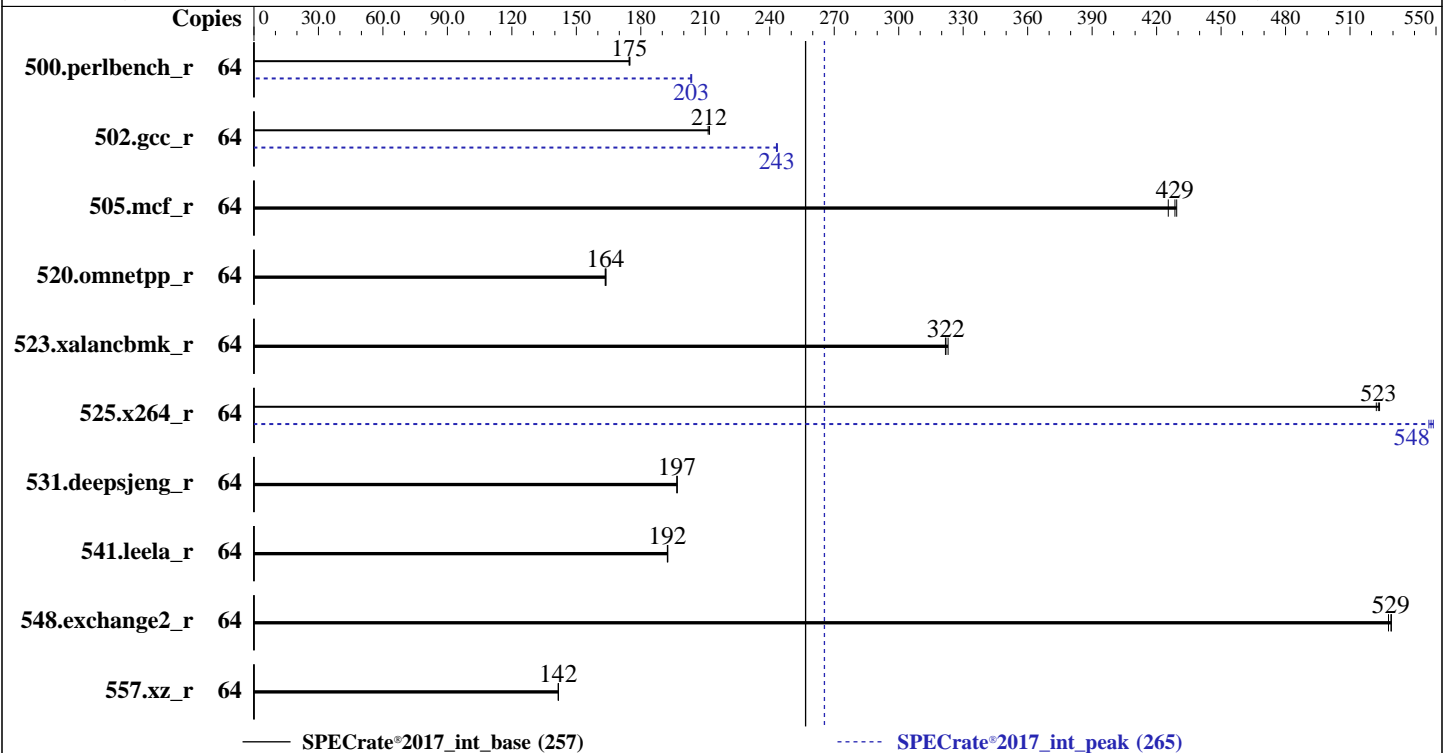 Copies 0 30.0 60.0 90.0 120 150 180 210 240 270 300 330 360 390 420 450 480 510 550
175
500.perlbench_r 64
203
212
502.gcc_r 64
243
429
505.mcf_r 64
164
520.omnetpp_r 64
322
523.xalancbmk_r 64
523
525.x264_r 64
548
197
531.deepsjeng_r 64
192
541.leela_r 64
529
548.exchange2_r 64
142
557.xz_r 64
SPECrate®2017_int_base (257) SPECrate®2017_int_peak (265)